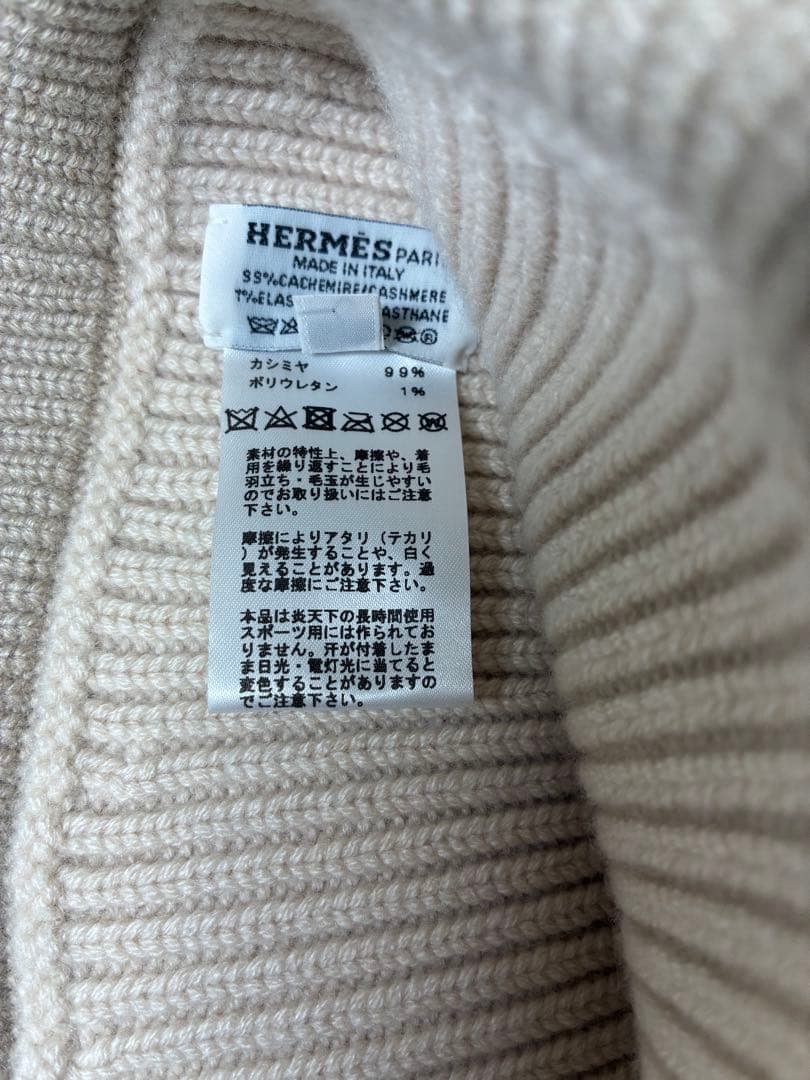 HERMÈS PARI
MADE IN ITALY
99%CACHEMIRE/CASHMERE
1%ELAS ASTHANE
カシミヤ 99%
ポリウレタン 1%
素材の特性上、摩擦や、着
用を繰り返すことにより毛
羽立ち・毛玉が生じやすい
のでお取り扱いにはご注意
下さい。
摩擦によりアタリ（テカリ
）が発生することや、白く
見えることがあります。過
度な摩擦にご注意下さい。
本品は炎天下の長時間使用
スポーツ用には作られてお
りません。汗が付着したま
ま日光・電灯光に当てると
変色することがありますの
でご注意下さい。